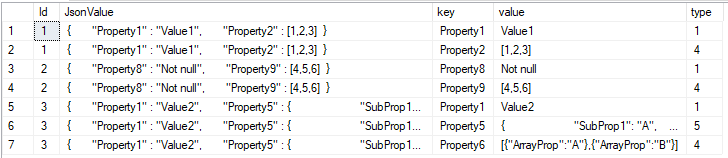 Id JsonValue key value type
1 1 { "Property1" : "Value1", "Property2" : [1,2,3] } Property1 Value1 1
2 1 { "Property1" : "Value1", "Property2" : [1,2,3] } Property2 [1,2,3] 4
3 2 { "Property8" : "Not null", "Property9" : [4,5,6] } Property8 Not null 1
4 2 { "Property8" : "Not null", "Property9" : [4,5,6] } Property9 [4,5,6] 4
5 3 { "Property1" : "Value2", "Property5" : { "SubProp1... Property1 Value2 1
6 3 { "Property1" : "Value2", "Property5" : { "SubProp1... Property5 { "SubProp1": "A", ... 5
7 3 { "Property1" : "Value2", "Property5" : { "SubProp1... Property6 [{"ArrayProp":"A"},{"ArrayProp":"B"}] 4